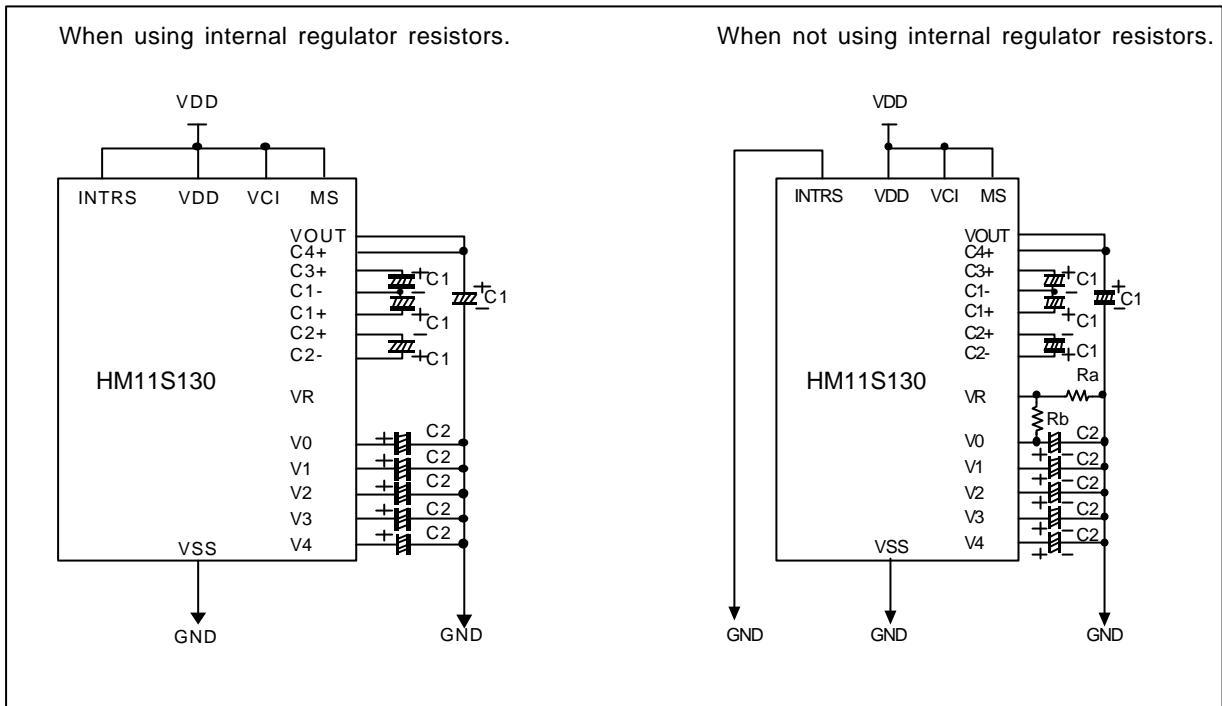 When using internal regulator resistors.
VDD
INTRS VDD VCI MS
VOUT
C4+
C3+
C1-
C1+
C2+
C2-
HM11S130
VR
V0
V1
V2
V3
V4
VSS
+ C1
-
+ C1
-
+ C1
+ C1
-
+ C2
+ C2
+ C2
+ C2
+ C2
GND
GND
When not using internal regulator resistors.
VDD
INTRS VDD VCI MS
VOUT
C4+
C3+
C1-
C1+
C2+
C2-
HM11S130
VR
V0
V1
V2
V3
V4
VSS
+ C1
-
+ C1
-
+ C1
+ C1
-
Ra
Rb
C2
+ -
C2
+ -
C2
+ -
C2
+ -
C2
+ -
GND
GND
GND